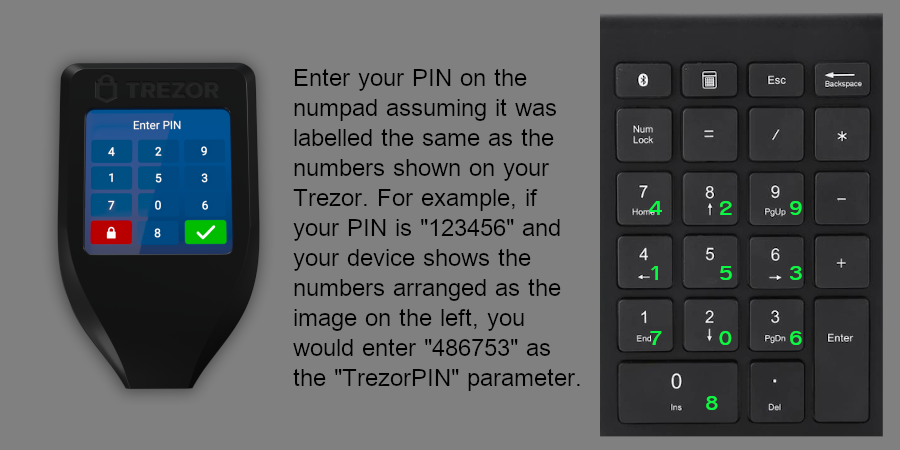 TREZOR
Enter PIN
4 2 9
1 5 3
7 0 6
8
Enter your PIN on the
numpad assuming it was
labelled the same as the
numbers shown on your
Trezor. For example, if
your PIN is "123456" and
your device shows the
numbers arranged as the
image on the left, you
would enter "486753" as
the "TrezorPIN" parameter.
Esc
Backspace
Num
Lock
= / *
7 8 9 −
Home 4 ↑ 2 PgUp 9
4 5 6 +
← 1 5 → 3
1 2 3
End 7 ↓ 0 PgDn 6 Enter
0 .
Ins 8 Del